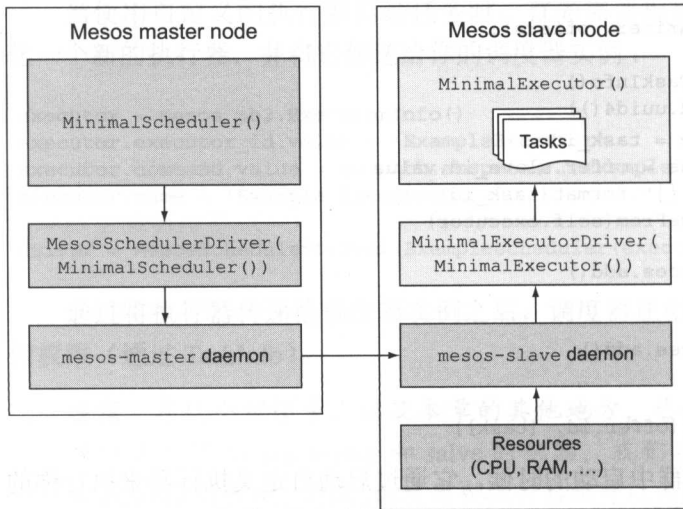 Mesos master node
MinimalScheduler()
MesosSchedulerDriver(
MinimalScheduler())
mesos-master daemon
Mesos slave node
MinimalExecutor()
Tasks
MinimalExecutorDriver(
MinimalExecutor())
mesos-slave daemon
Resources
(CPU, RAM, ...)